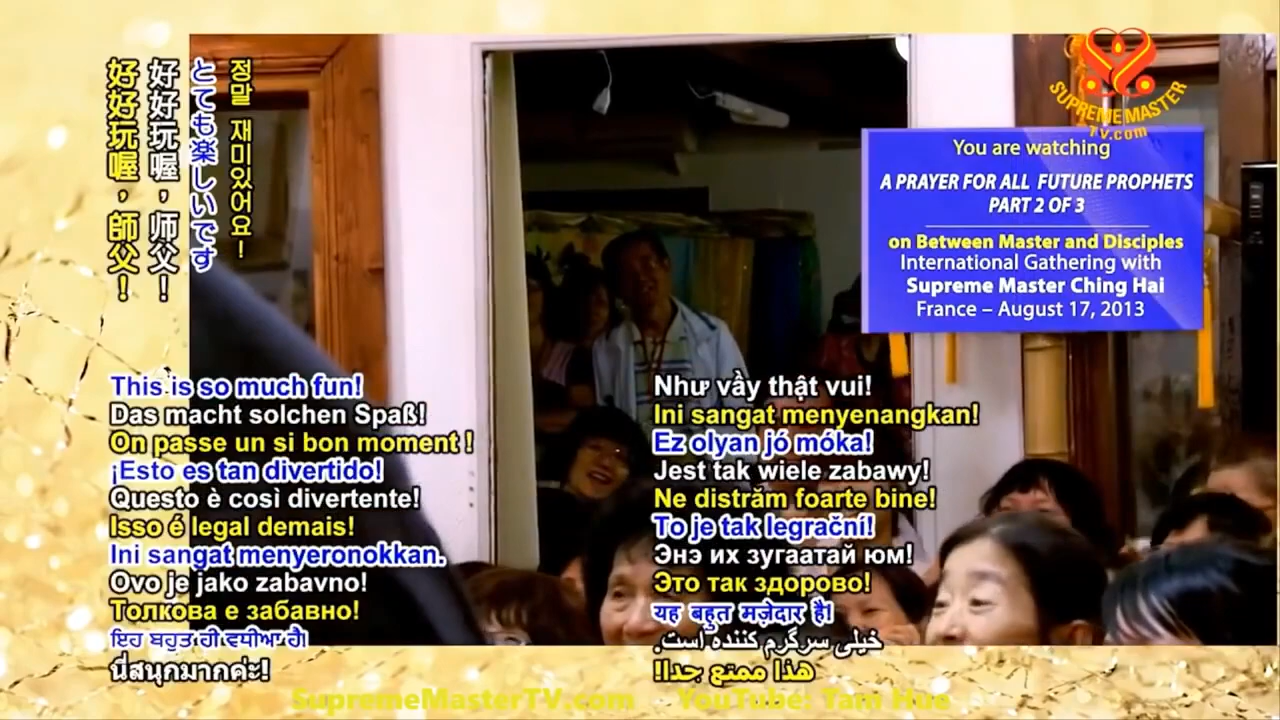 好好玩喔，師父！
好好玩喔，师父！
とても楽しいです
정말 재미있어요!
SUPREME MASTER
TV.com
You are watching
A PRAYER FOR ALL FUTURE PROPHETS
PART 2 OF 3
on Between Master and Disciples
International Gathering with
Supreme Master Ching Hai
France – August 17, 2013
This is so much fun!
Das macht solchen Spaß!
On passe un si bon moment !
¡Esto es tan divertido!
Questo è così divertente!
Isso é legal demais!
Ini sangat menyeronokkan.
Ovo je jako zabavno!
Толкова е забавно!
ਇਹ ਬਹੁਤ ਹੀ ਵਧੀਆ ਹੈ।
นี่สนุกมากค่ะ!
Như vầy thật vui!
Ini sangat menyenangkan!
Ez olyan jó móka!
Jest tak wiele zabawy!
Ne distrăm foarte bine!
To je tak legrační!
Энэ их зугаатай юм!
Это так здорово!
यह बहुत मज़ेदार है।
خیلی سرگرم کننده است.
هذا ممتع جدا!
SupremeMasterTV.com YouTube: Tam Hue